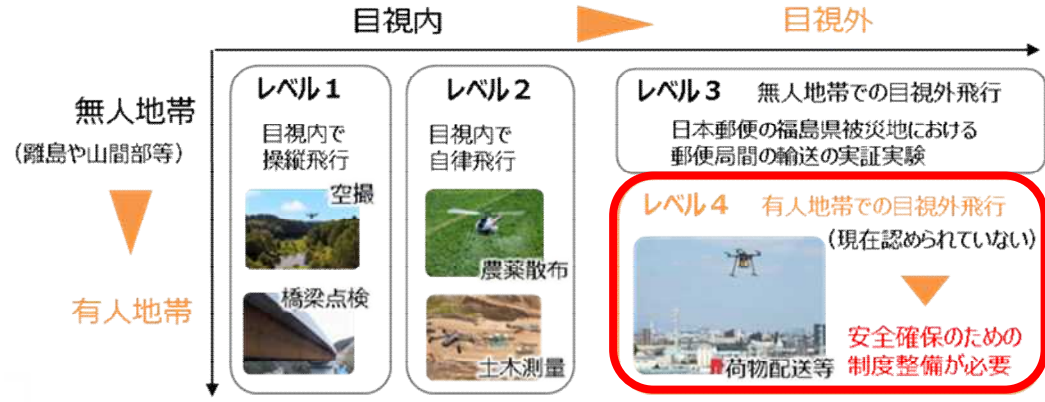 目視内
目視外
無人地帯
(離島や山間部等)
有人地帯
レベル１
目視内で
操縦飛行
空撮
橋梁点検
レベル２
目視内で
自律飛行
農薬散布
土木測量
レベル３ 無人地帯での目視外飛行
日本郵便の福島県被災地における
郵便局間の輸送の実証実験
レベル４ 有人地帯での目視外飛行
(現在認められていない)
荷物配送等
安全確保のための
制度整備が必要